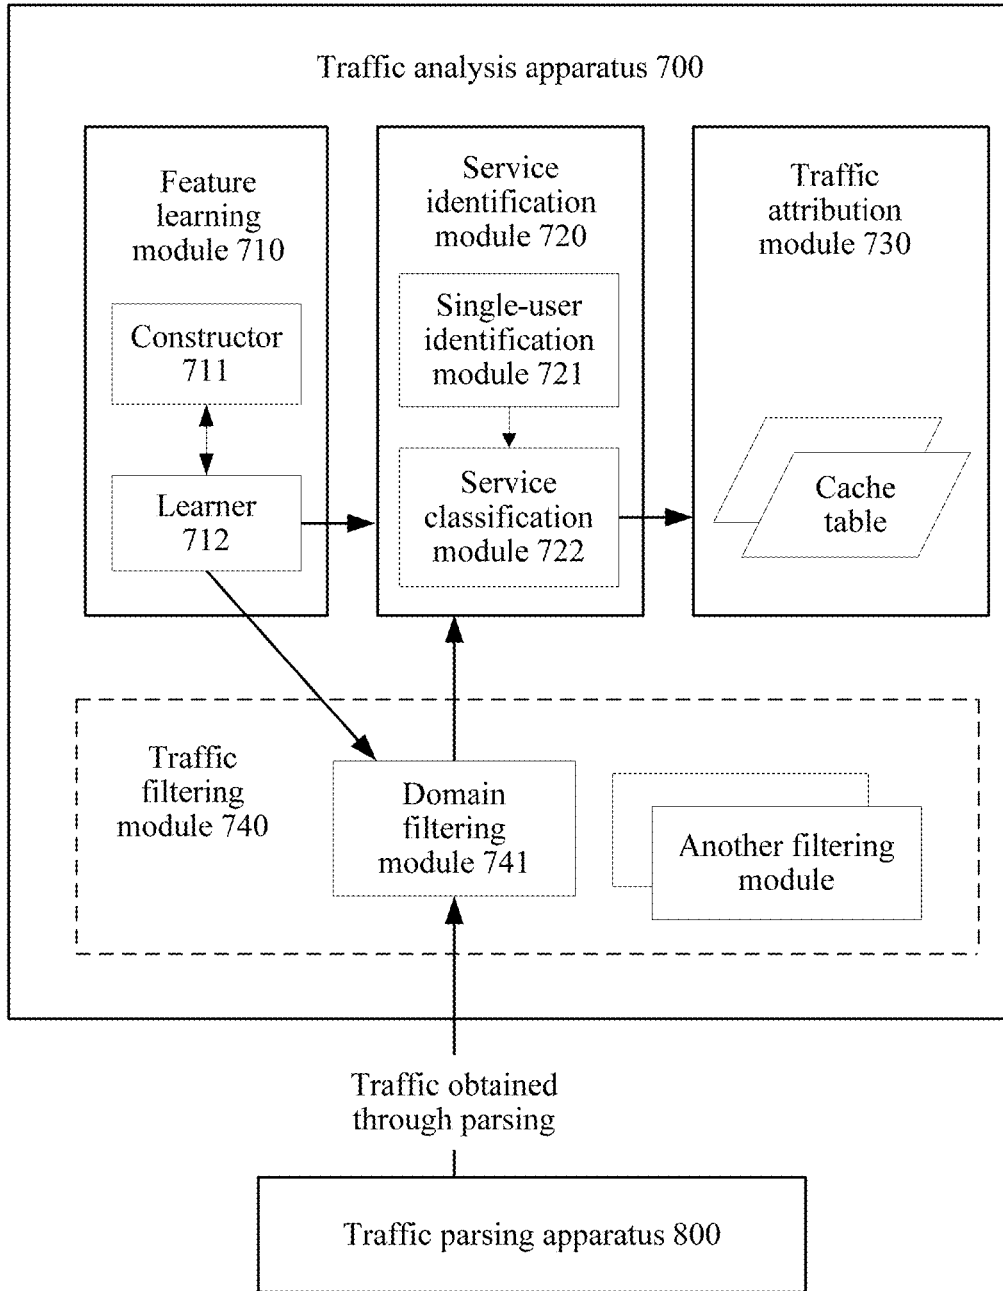 Traffic analysis apparatus 700
Feature
learning
module 710
Constructor
711
Learner
712
Service
identification
module 720
Single-user
identification
module 721
Service
classification
module 722
Traffic
attribution
module 730
Cache
table
Traffic
filtering
module 740
Domain
filtering
module 741
Another filtering
module
Traffic obtained
through parsing
Traffic parsing apparatus 800